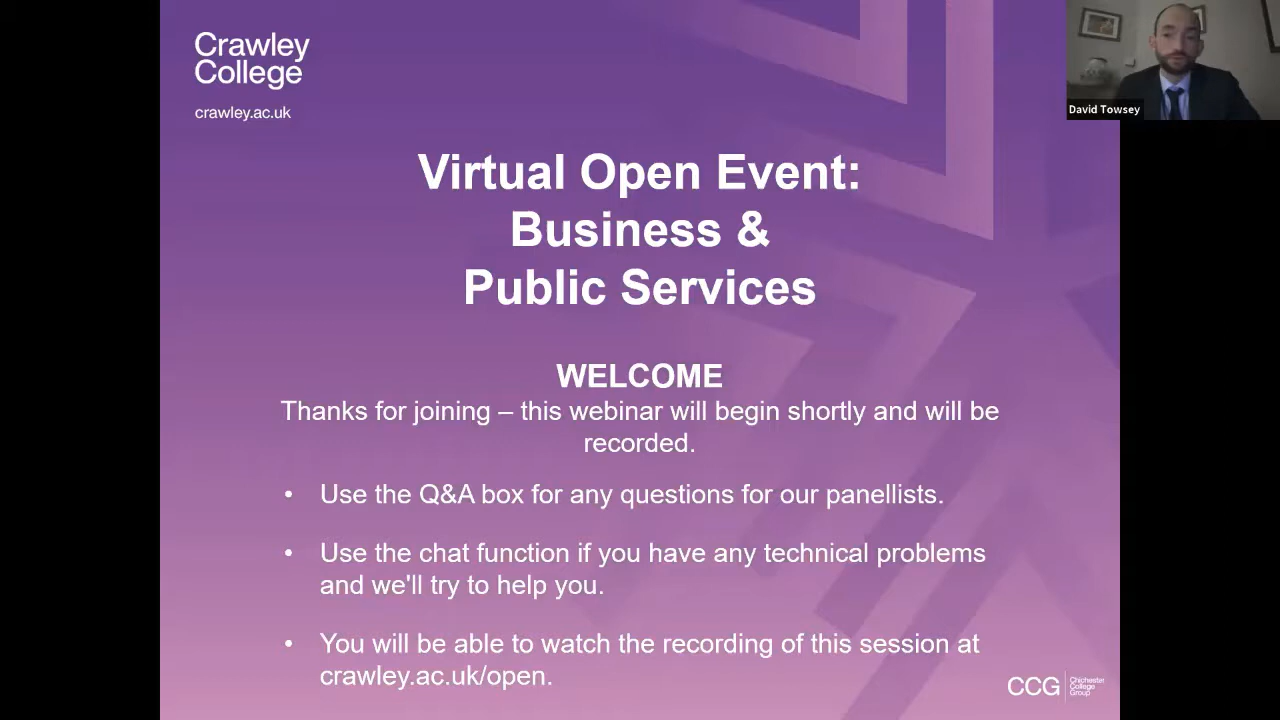 Crawley
College
crawley.ac.uk
David Towsey
Virtual Open Event:
Business &
Public Services
WELCOME
Thanks for joining – this webinar will begin shortly and will be
recorded.
• Use the Q&A box for any questions for our panellists.
• Use the chat function if you have any technical problems
and we'll try to help you.
• You will be able to watch the recording of this session at
crawley.ac.uk/open.
CCG
Chichester
College
Group